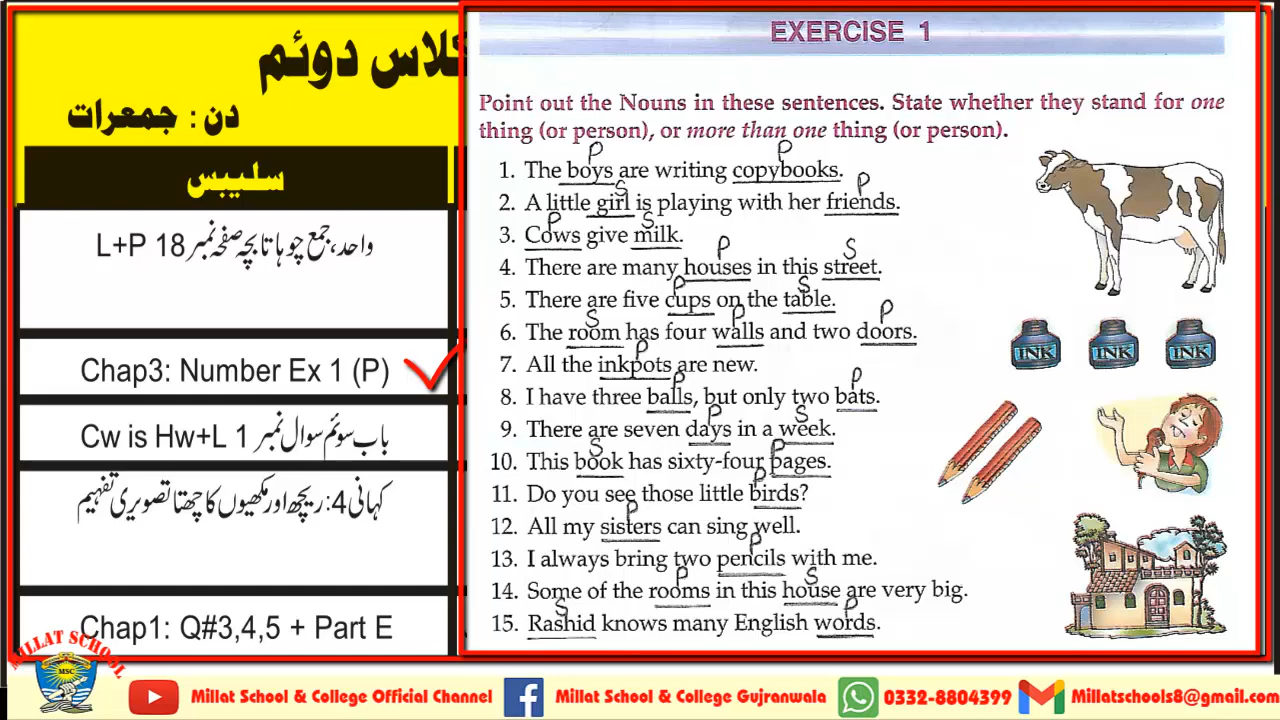 کلاس دوئم
دن : جمعرات
سلیبس
واحد، جمع چوہا تا بچہ صفحہ نمبر 18 L+P
Chap3: Number Ex 1 (P)
باب سوئم سوال نمبر 1 Cw is Hw+L
کہانی 4: ریچھ اور مکھیوں کا چھتا تصویری تفہیم
Chap1: Q#3,4,5 + Part E
EXERCISE 1
Point out the Nouns in these sentences. State whether they stand for one
thing (or person), or more than one thing (or person).
P P
1. The boys are writing copybooks.
S P
2. A little girl is playing with her friends.
P S
3. Cows give milk.
P S
4. There are many houses in this street.
P S
5. There are five cups on the table.
S P P
6. The room has four walls and two doors.
P
7. All the inkpots are new.
P P
8. I have three balls, but only two bats.
P S
9. There are seven days in a week.
S P
10. This book has sixty-four pages.
P
11. Do you see those little birds?
P
12. All my sisters can sing well.
P
13. I always bring two pencils with me.
P S
14. Some of the rooms in this house are very big.
S P
15. Rashid knows many English words.
INK INK INK
MILLAT SCHOOL
MSC
Millat School & College Official Channel
Millat School & College Gujranwala
0332-8804399
Millatschools8@gmail.com